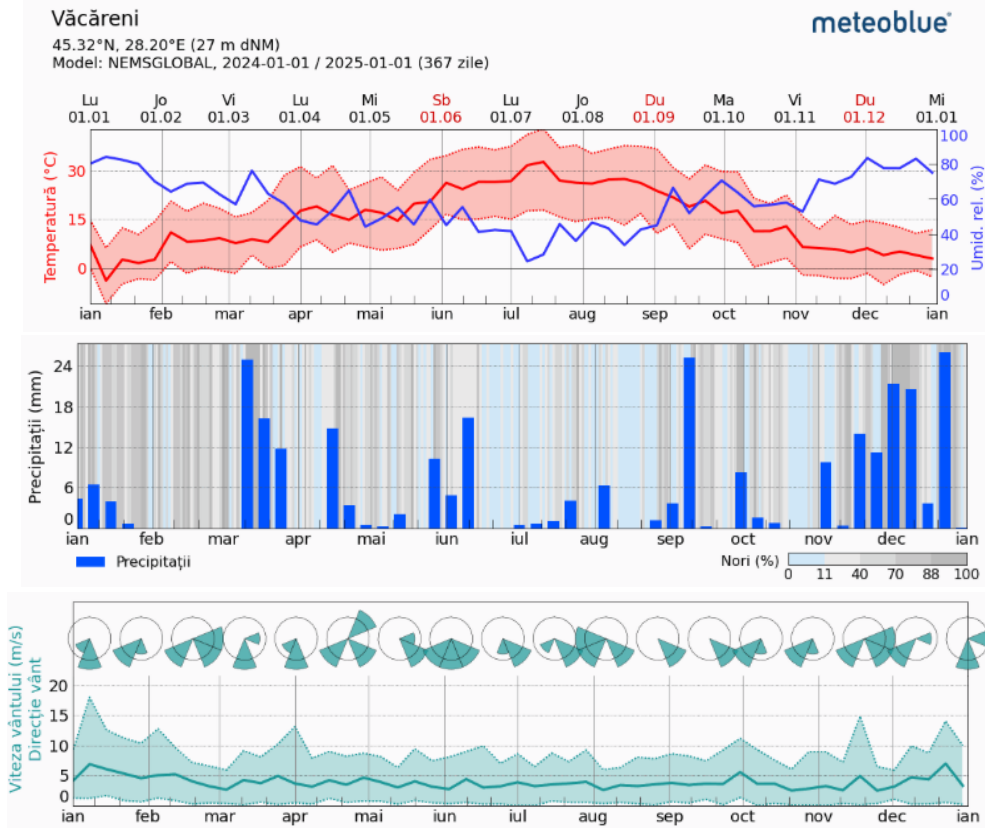 Văcăreni
meteoblue®
45.32°N, 28.20°E (27 m dNM)
Model: NEMSGLOBAL, 2024-01-01 / 2025-01-01 (367 zile)
Lu Jo Vi Lu Mi Sb Lu Jo Du Ma Vi Du Mi
01.01 01.02 01.03 01.04 01.05 01.06 01.07 01.08 01.09 01.10 01.11 01.12 01.01
Temperatură (°C)
30
15
0
100
80
60
40
20
0
Umid. rel. (%)
ian feb mar apr mai iun iul aug sep oct nov dec ian
Precipitații (mm)
24
18
12
6
0
ian feb mar apr mai iun iul aug sep oct nov dec ian
Precipitații
Nori (%)
0 11 40 70 88 100
Viteza vântului (m/s)
Direcție vânt
20
15
10
5
0
ian feb mar apr mai iun iul aug sep oct nov dec ian